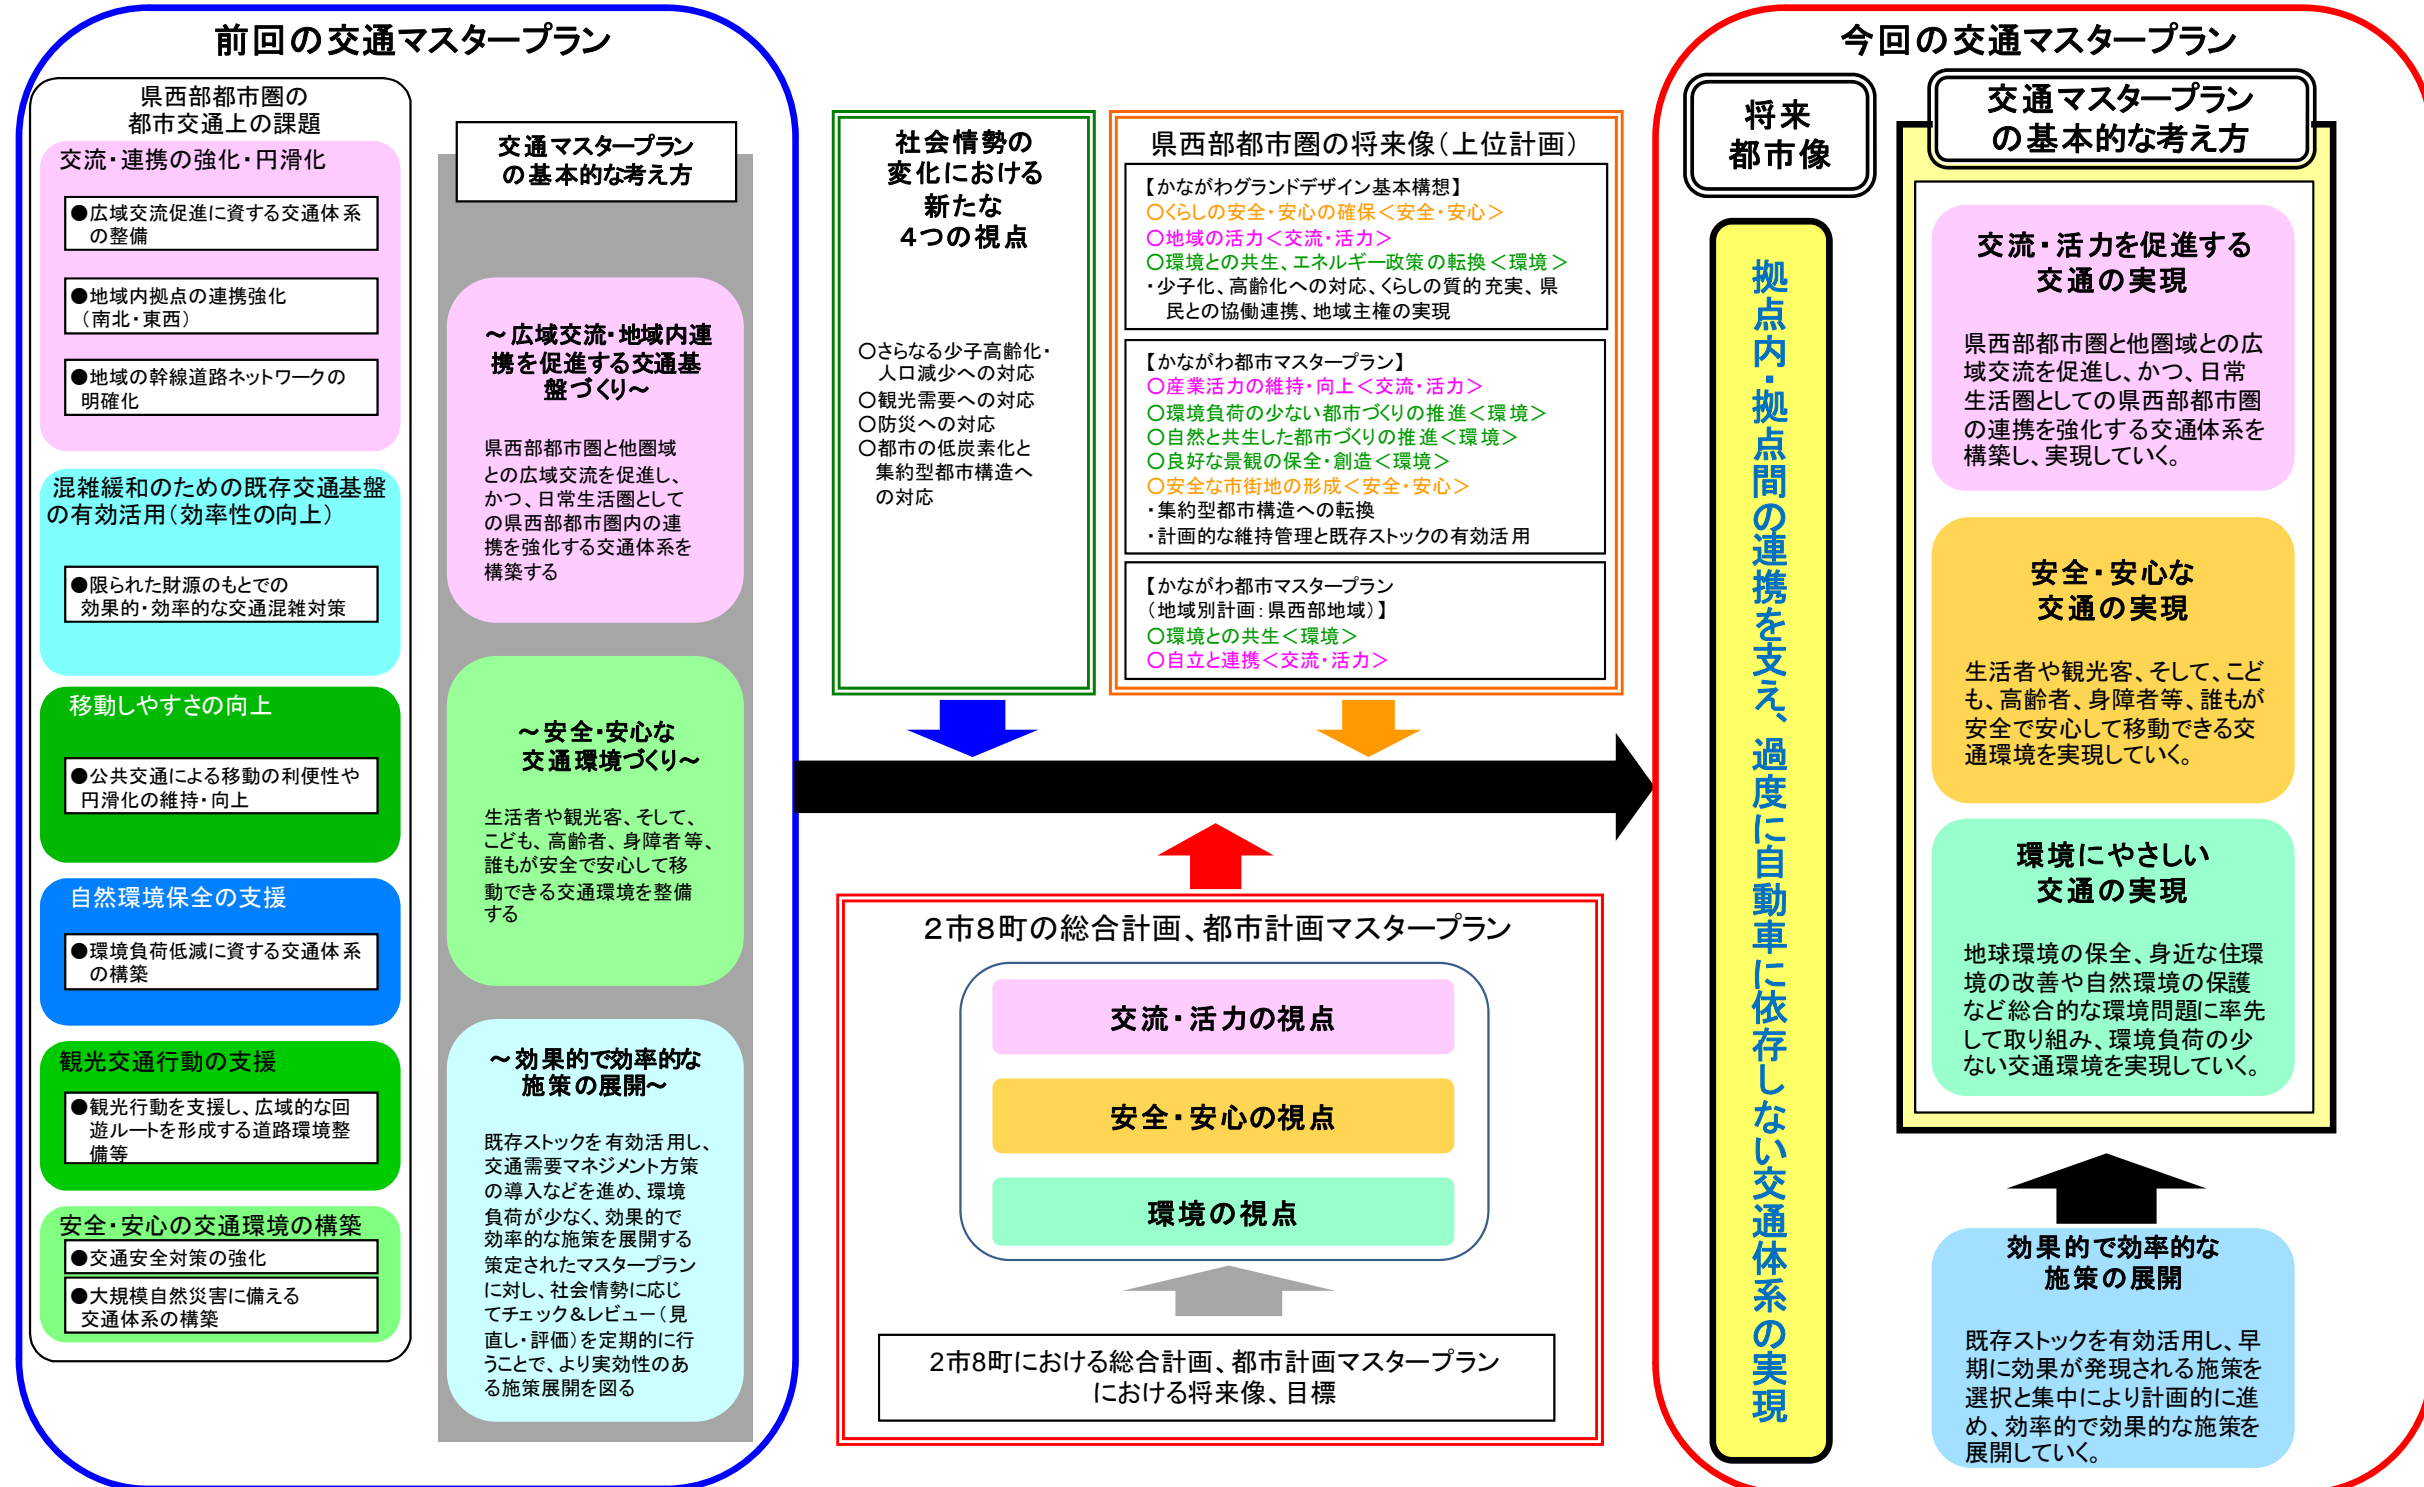 前回の交通マスタープラン
県西部都市圏の
都市交通上の課題
交流・連携の強化・円滑化
●広域交流促進に資する交通体系
の整備
●地域内拠点の連携強化
（南北・東西）
●地域の幹線道路ネットワークの
明確化
混雑緩和のための既存交通基盤
の有効活用（効率性の向上）
●限られた財源のもとでの
効果的・効率的な交通混雑対策
移動しやすさの向上
●公共交通による移動の利便性や
円滑化の維持・向上
自然環境保全の支援
●環境負荷低減に資する交通体系
の構築
観光交通行動の支援
●観光行動を支援し、広域的な回
遊ルートを形成する道路環境整
備等
安全・安心の交通環境の構築
●交通安全対策の強化
●大規模自然災害に備える
交通体系の構築
交通マスタープラン
の基本的な考え方
～広域交流・地域内連
携を促進する交通基
盤づくり～
県西部都市圏と他圏域
との広域交流を促進し、
かつ、日常生活圏として
の県西部都市圏内の連
携を強化する交通体系を
構築する
～安全・安心な
交通環境づくり～
生活者や観光客、そして、
こども、高齢者、身障者等、
誰もが安全で安心して移
動できる交通環境を整備
する
～効果的で効率的な
施策の展開～
既存ストックを有効活用し、
交通需要マネジメント方策
の導入などを進め、環境
負荷が少なく、効果的で
効率的な施策を展開する
策定されたマスタープラン
に対し、社会情勢に応じ
てチェック＆レビュー（見
直し・評価）を定期的に行
うことで、より実効性のあ
る施策展開を図る
社会情勢の
変化における
新たな
４つの視点
○さらなる少子高齢化・
人口減少への対応
○観光需要への対応
○防災への対応
○都市の低炭素化と
集約型都市構造へ
の対応
県西部都市圏の将来像（上位計画）
【かながわグランドデザイン基本構想】
○くらしの安全・安心の確保＜安全・安心＞
○地域の活力＜交流・活力＞
○環境との共生、エネルギー政策の転換＜環境＞
・少子化、高齢化への対応、くらしの質的充実、県
民との協働連携、地域主権の実現
【かながわ都市マスタープラン】
○産業活力の維持・向上＜交流・活力＞
○環境負荷の少ない都市づくりの推進＜環境＞
○自然と共生した都市づくりの推進＜環境＞
○良好な景観の保全・創造＜環境＞
○安全な市街地の形成＜安全・安心＞
・集約型都市構造への転換
・計画的な維持管理と既存ストックの有効活用
【かながわ都市マスタープラン
（地域別計画：県西部地域）】
○環境との共生＜環境＞
○自立と連携＜交流・活力＞
２市８町の総合計画、都市計画マスタープラン
交流・活力の視点
安全・安心の視点
環境の視点
２市８町における総合計画、都市計画マスタープラン
における将来像、目標
今回の交通マスタープラン
将来
都市像
拠点内・拠点間の連携を支え、過度に自動車に依存しない交通体系の実現
交通マスタープラン
の基本的な考え方
交流・活力を促進する
交通の実現
県西部都市圏と他圏域との広
域交流を促進し、かつ、日常
生活圏としての県西部都市圏
の連携を強化する交通体系を
構築し、実現していく。
安全・安心な
交通の実現
生活者や観光客、そして、こど
も、高齢者、身障者等、誰もが
安全で安心して移動できる交
通環境を実現していく。
環境にやさしい
交通の実現
地球環境の保全、身近な住環
境の改善や自然環境の保護
など総合的な環境問題に率先
して取り組み、環境負荷の少
ない交通環境を実現していく。
効果的で効率的な
施策の展開
既存ストックを有効活用し、早
期に効果が発現される施策を
選択と集中により計画的に進
め、効率的で効果的な施策を
展開していく。